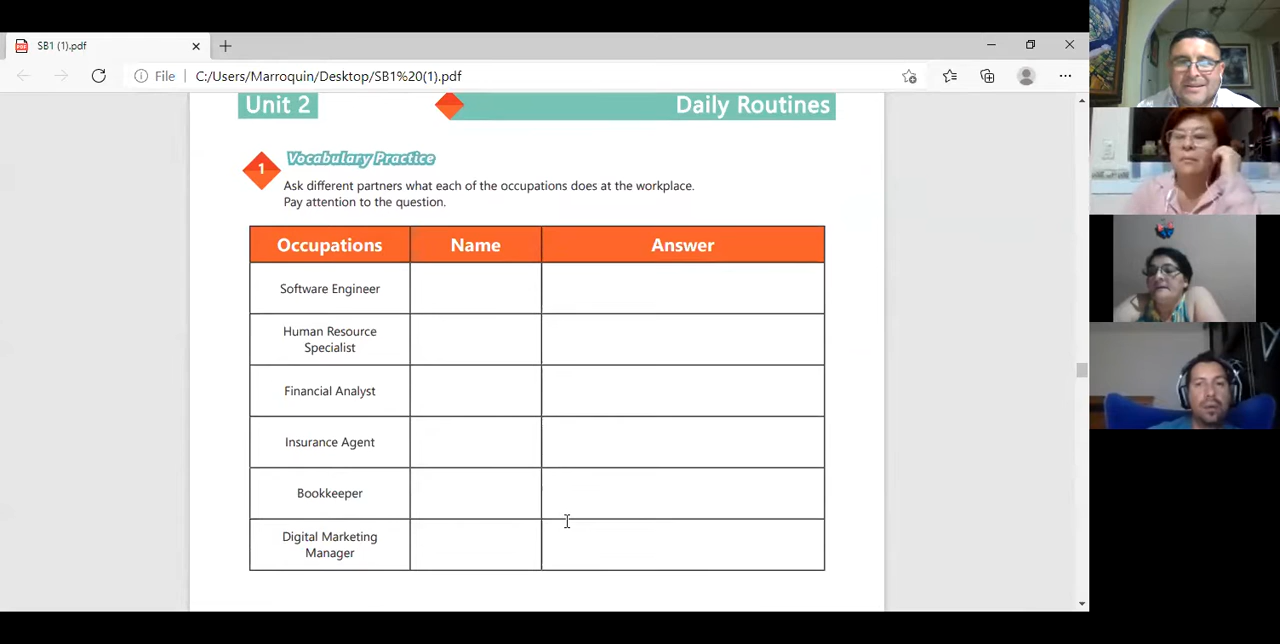 SB1 (1).pdf
File
C:/Users/Marroquin/Desktop/SB1%20(1).pdf
Unit 2
Daily Routines
1
Vocabulary Practice
Ask different partners what each of the occupations does at the workplace.
Pay attention to the question.
Occupations
Name
Answer
Software Engineer
Human Resource
Specialist
Financial Analyst
Insurance Agent
Bookkeeper
Digital Marketing
Manager